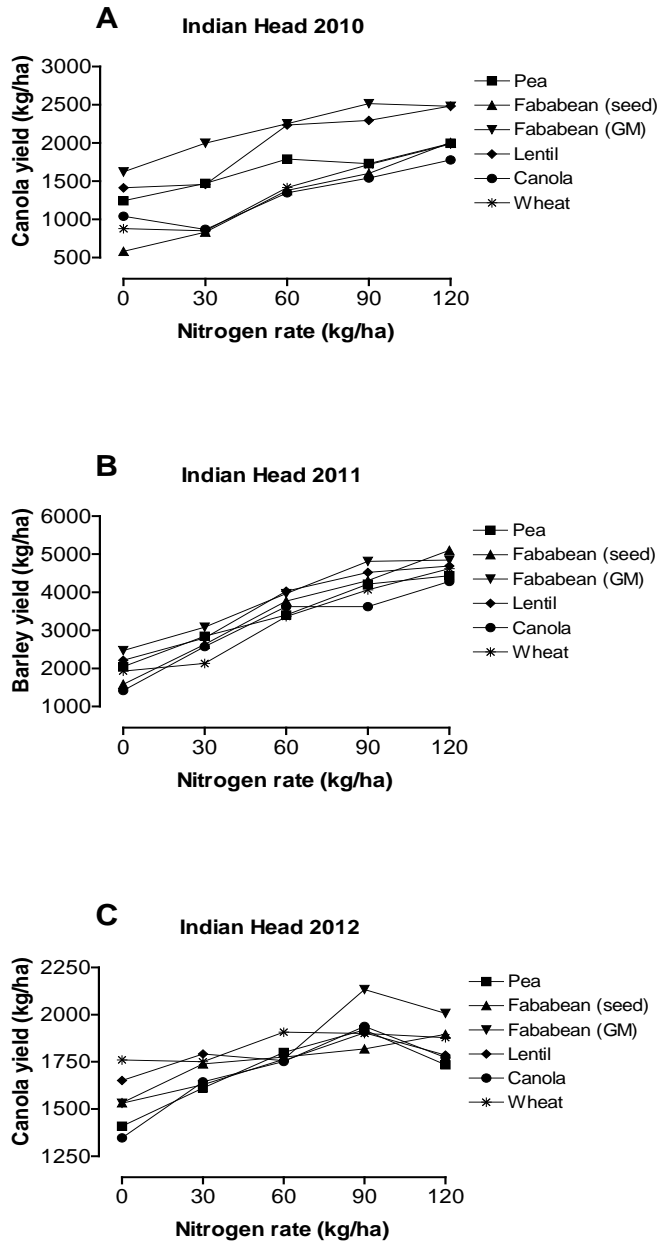 A
Indian Head 2010
Canola yield (kg/ha)
3000
2500
2000
1500
1000
500
0 30 60 90 120
Nitrogen rate (kg/ha)
Pea
Fababean (seed)
Fababean (GM)
Lentil
Canola
Wheat
B
Indian Head 2011
Barley yield (kg/ha)
6000
5000
4000
3000
2000
1000
0 30 60 90 120
Nitrogen rate (kg/ha)
Pea
Fababean (seed)
Fababean (GM)
Lentil
Canola
Wheat
C
Indian Head 2012
Canola yield (kg/ha)
2250
2000
1750
1500
1250
0 30 60 90 120
Nitrogen rate (kg/ha)
Pea
Fababean (seed)
Fababean (GM)
Lentil
Canola
Wheat